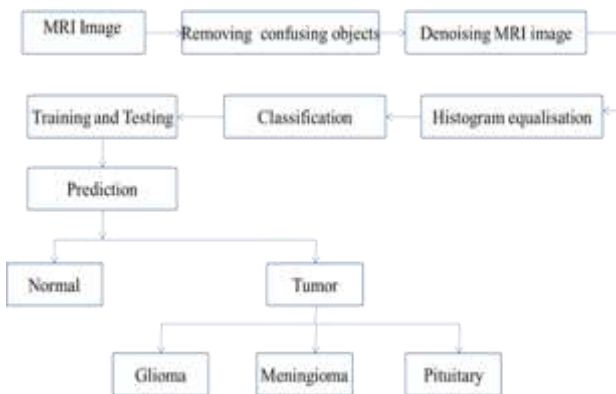 MRI Image
Removing confusing objects
Denoising MRI image
Histogram equalisation
Classification
Training and Testing
Prediction
Normal
Tumor
Glioma
Meningioma
Pituitary